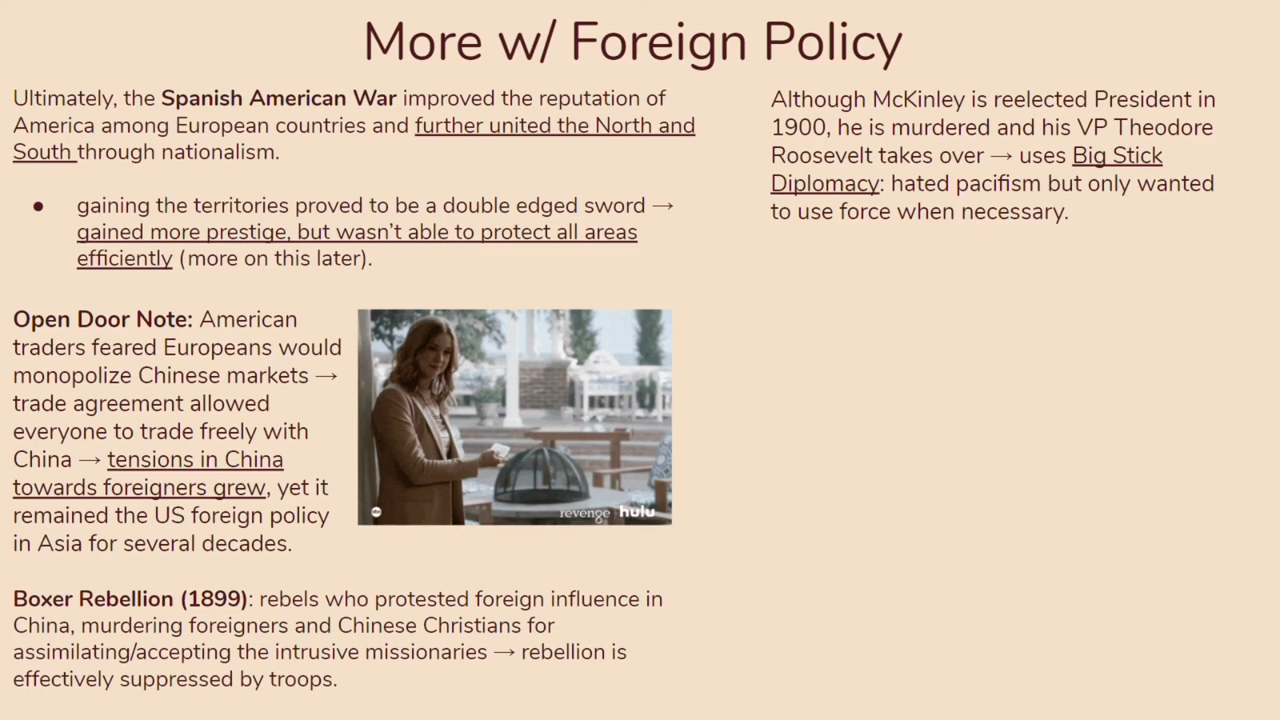 More w/ Foreign Policy
Ultimately, the Spanish American War improved the reputation of
America among European countries and further united the North and
South through nationalism.
● gaining the territories proved to be a double edged sword →
gained more prestige, but wasn't able to protect all areas
efficiently (more on this later).
Open Door Note: American
traders feared Europeans would
monopolize Chinese markets →
trade agreement allowed
everyone to trade freely with
China → tensions in China
towards foreigners grew, yet it
remained the US foreign policy
in Asia for several decades.
abc
revenge hulu
Boxer Rebellion (1899): rebels who protested foreign influence in
China, murdering foreigners and Chinese Christians for
assimilating/accepting the intrusive missionaries → rebellion is
effectively suppressed by troops.
Although McKinley is reelected President in
1900, he is murdered and his VP Theodore
Roosevelt takes over → uses Big Stick
Diplomacy: hated pacifism but only wanted
to use force when necessary.